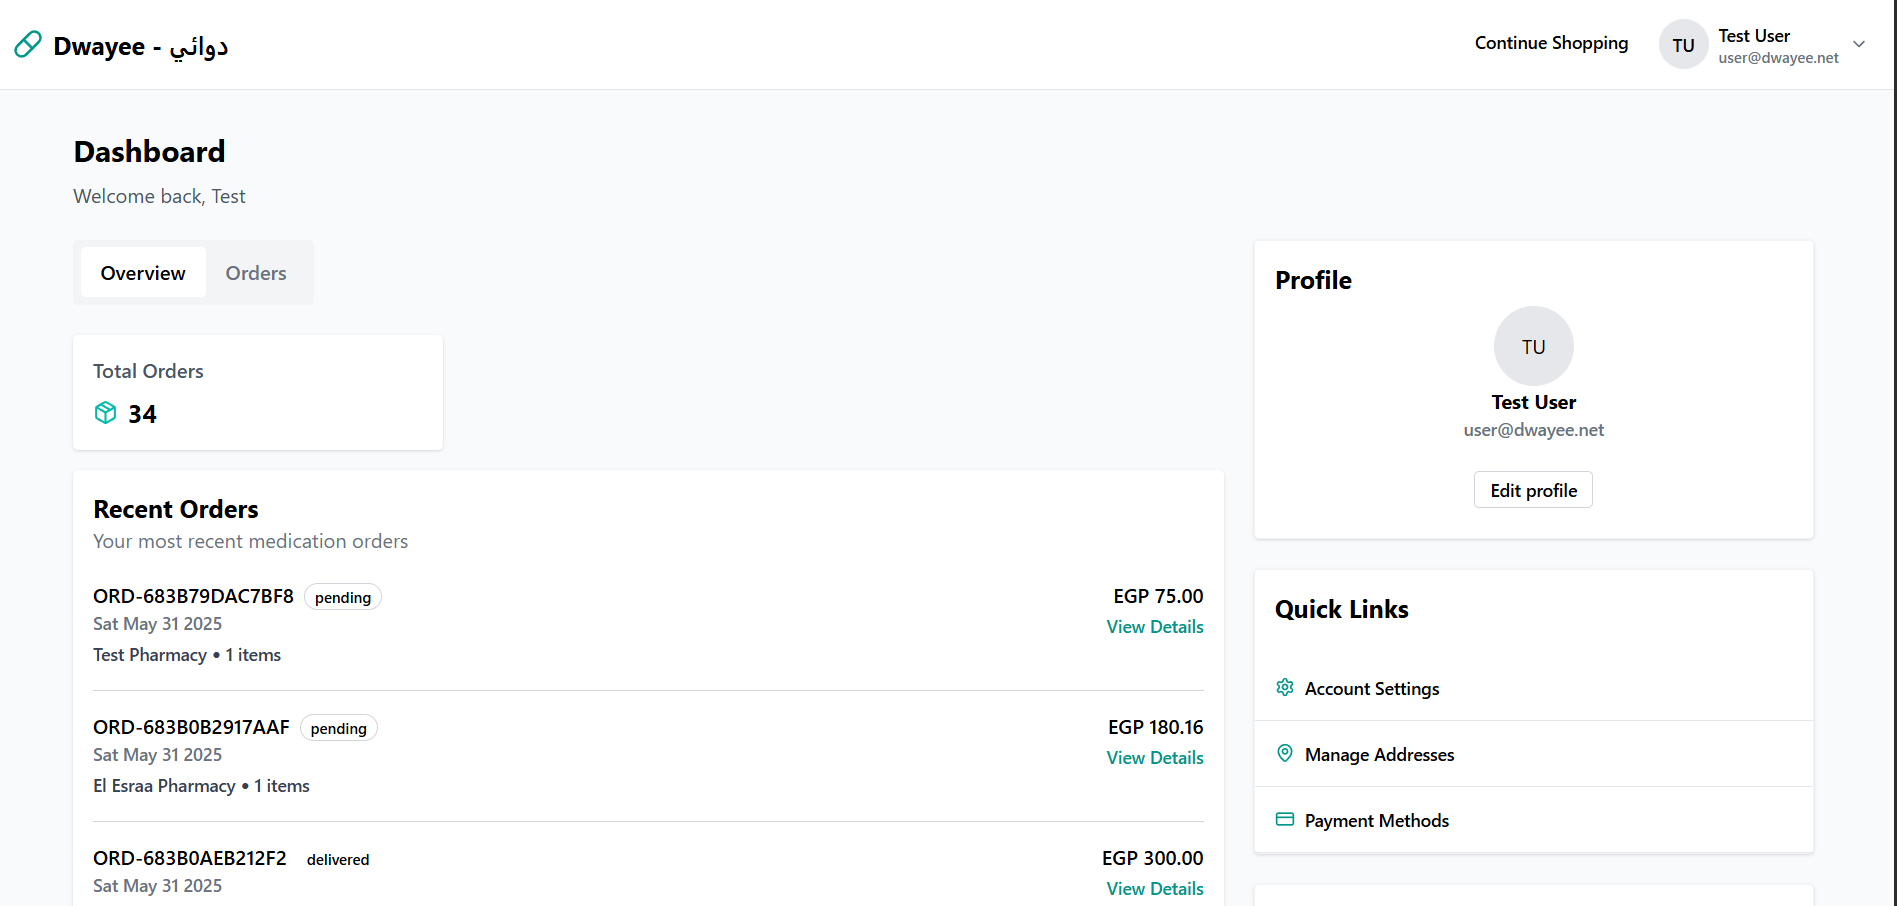 Dwayee - دوائي
Continue Shopping
TU
Test User
user@dwayee.net
Dashboard
Welcome back, Test
Overview
Orders
Total Orders
34
Recent Orders
Your most recent medication orders
ORD-683B79DAC7BF8 pending
EGP 75.00
Sat May 31 2025
View Details
Test Pharmacy • 1 items
ORD-683B0B2917AAF pending
EGP 180.16
Sat May 31 2025
View Details
El Esraa Pharmacy • 1 items
ORD-683B0AEB212F2 delivered
EGP 300.00
Sat May 31 2025
View Details
Profile
TU
Test User
user@dwayee.net
Edit profile
Quick Links
Account Settings
Manage Addresses
Payment Methods